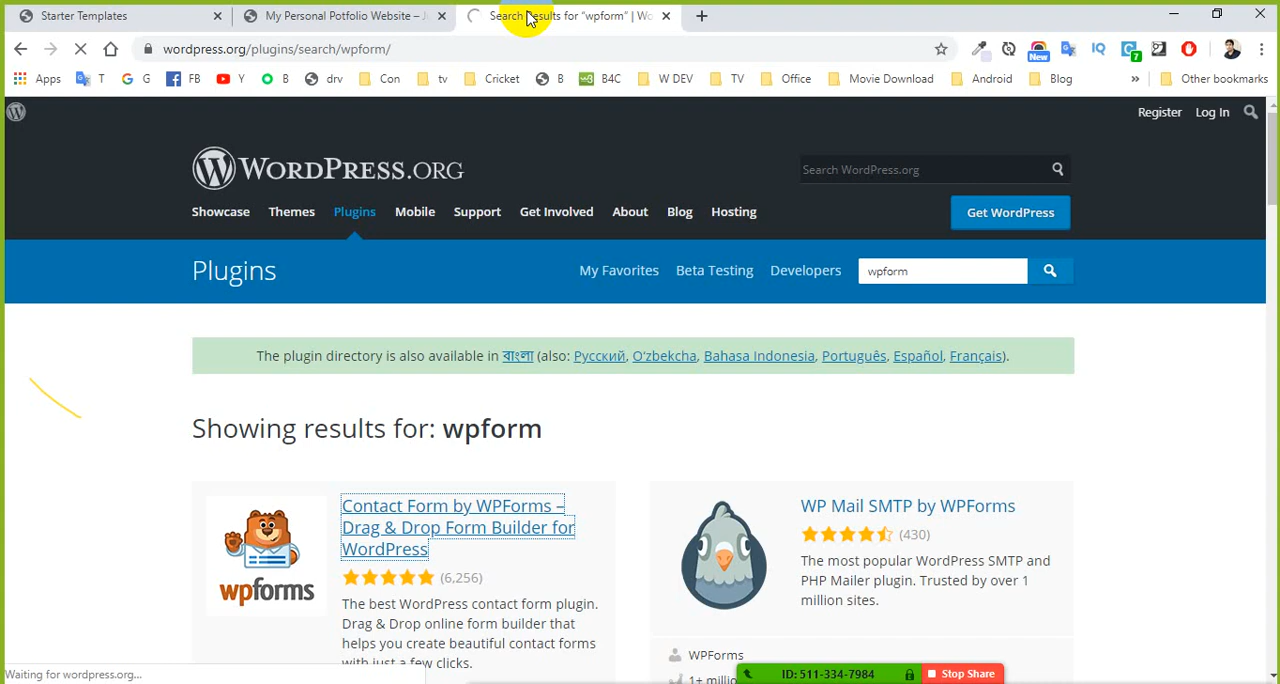 Starter Templates
My Personal Potfolio Website – Ju
Search Results for “wpform” | Wo
wordpress.org/plugins/search/wpform/
New
7
Apps T G FB Y B drv Con tv Cricket B B4C W DEV TV Office Movie Download Android Blog » Other bookmarks
Register Log In
WORDPRESS.ORG
Search WordPress.org
Showcase Themes Plugins Mobile Support Get Involved About Blog Hosting
Get WordPress
Plugins
My Favorites Beta Testing Developers
wpform
The plugin directory is also available in বাংলা (also: Русский, O‘zbekcha, Bahasa Indonesia, Português, Español, Français).
Showing results for: wpform
wpforms
Contact Form by WPForms –
Drag & Drop Form Builder for
WordPress
(6,256)
The best WordPress contact form plugin.
Drag & Drop online form builder that
helps you create beautiful contact forms
with just a few clicks.
WP Mail SMTP by WPForms
(430)
The most popular WordPress SMTP and
PHP Mailer plugin. Trusted by over 1
million sites.
WPForms
1+ million
Waiting for wordpress.org...
ID: 511-334-7984
Stop Share